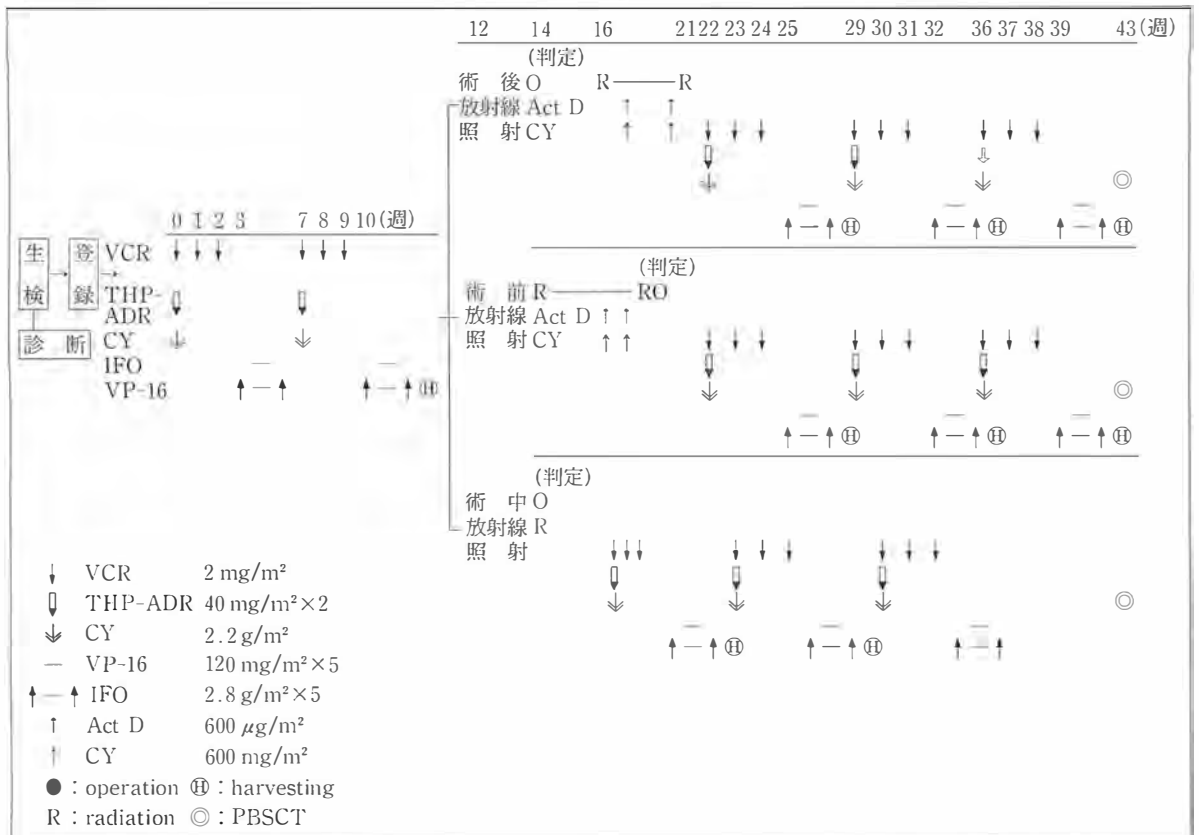 12 14 16 21 22 23 24 25 29 30 31 32 36 37 38 39 43(週)
(判定)
術 後 O R R
放射線 Act D ↑ ↑
照 射 CY ↑ ↑ ↓ ↓ ↓ ↓ ↓ ↓ ↓ ↓ ↓
◎
↑ — ↑ Ⓗ ↑ — ↑ Ⓗ ↑ — ↑ Ⓗ
0 1 2 3 7 8 9 10(週)
生検 → 登録 → VCR ↓ ↓ ↓ ↓ ↓ ↓
THP-
ADR
診 断 CY
IFO — —
VP-16 ↑ — ↑ ↑ — ↑ Ⓗ
(判定)
術 前 R RO
放射線 Act D ↑ ↑
照 射 CY ↑ ↑ ↓ ↓ ↓ ↓ ↓ ↓ ↓ ↓ ↓
◎
↑ — ↑ Ⓗ ↑ — ↑ Ⓗ ↑ — ↑ Ⓗ
(判定)
術 中 O
放射線 R
照 射 ↓ ↓ ↓ ↓ ↓ ↓ ↓ ↓ ↓
◎
↑ — ↑ Ⓗ ↑ — ↑ Ⓗ ↑ — ↑
↓ VCR 2 mg/m²
THP-ADR 40 mg/m²×2
CY 2.2 g/m²
— VP-16 120 mg/m²×5
↑ — ↑ IFO 2.8 g/m²×5
↑ Act D 600 μg/m²
↑ CY 600 mg/m²
●：operation Ⓗ：harvesting
R：radiation ◎：PBSCT